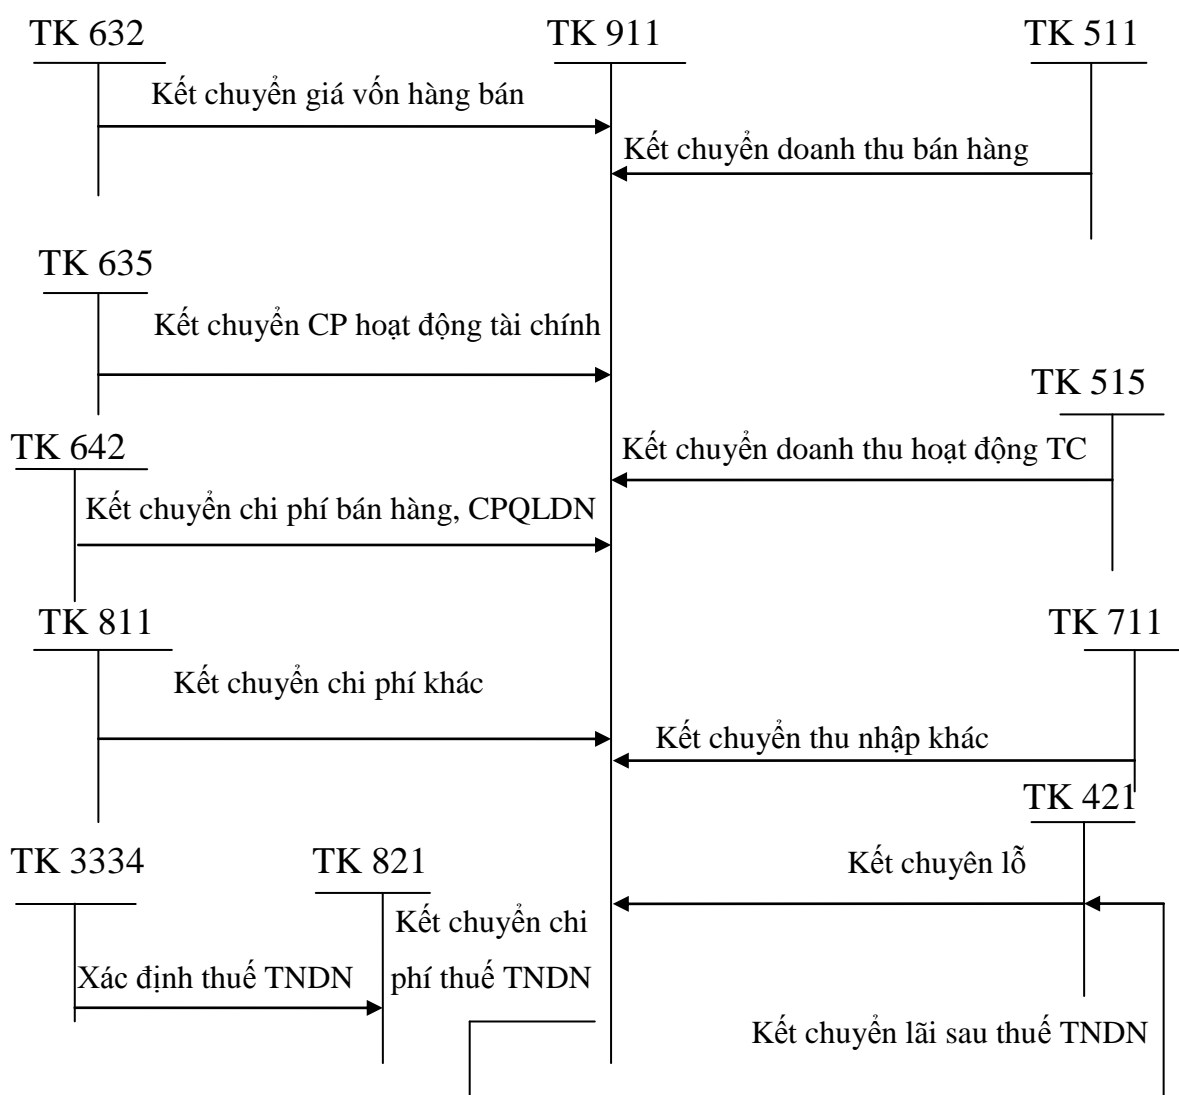 TK 632
TK 911
TK 511
Kết chuyển giá vốn hàng bán
Kết chuyển doanh thu bán hàng
TK 635
Kết chuyển CP hoạt động tài chính
TK 515
TK 642
Kết chuyển doanh thu hoạt động TC
Kết chuyển chi phí bán hàng, CPQLDN
TK 811
TK 711
Kết chuyển chi phí khác
Kết chuyển thu nhập khác
TK 421
TK 3334
TK 821
Kết chuyên lỗ
Kết chuyển chi
phí thuế TNDN
Xác định thuế TNDN
Kết chuyển lãi sau thuế TNDN